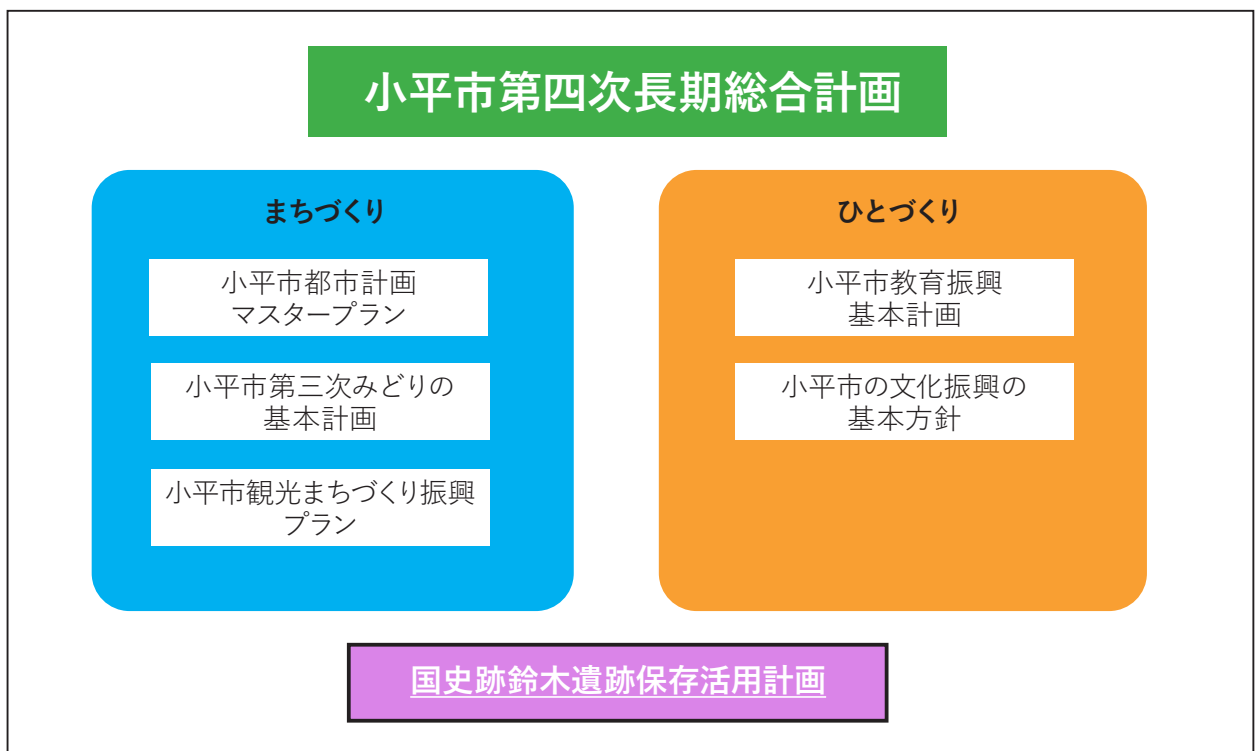 小平市第四次長期総合計画
まちづくり
小平市都市計画
マスタープラン
小平市第三次みどりの
基本計画
小平市観光まちづくり振興
プラン
ひとづくり
小平市教育振興
基本計画
小平市の文化振興の
基本方針
国史跡鈴木遺跡保存活用計画